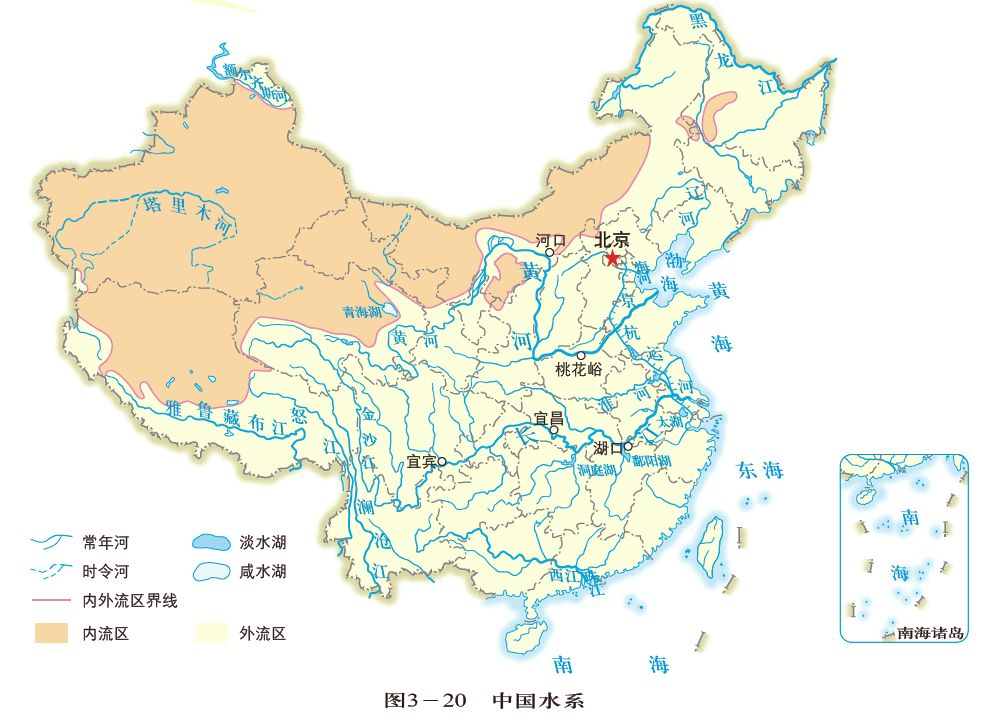 黑龙江
额尔齐斯河
塔里木河
辽河
河口
北京
黄
渤海
海河
黄海
京杭
青海湖
黄河
河
桃花峪
淮河
运河
雅鲁藏布江
怒江
金沙江
宜昌
长江
湖口
太湖
宜宾
洞庭湖
鄱阳湖
东海
澜沧江
西江
珠江
南海
南海
南海诸岛
常年河
淡水湖
时令河
咸水湖
内外流区界线
内流区
外流区
图3－20 中国水系